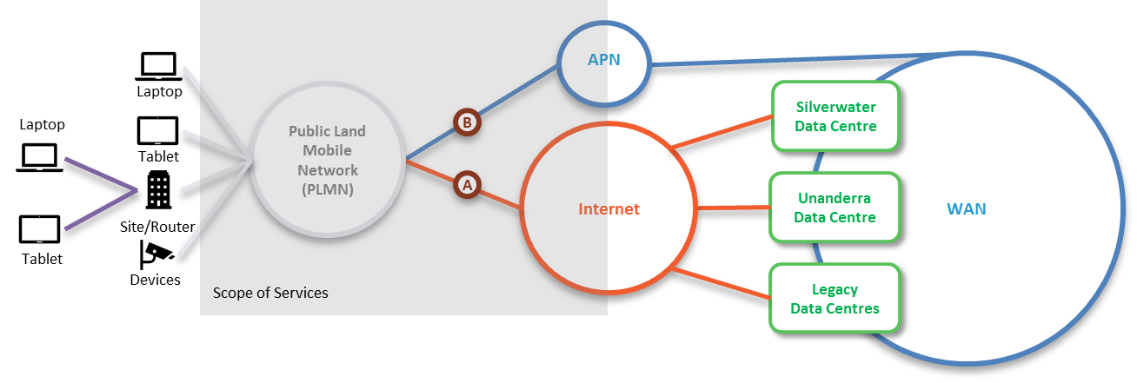 Laptop
Tablet
Laptop
Tablet
Site/Router
Devices
Public Land
Mobile
Network
(PLMN)
Scope of Services
B
A
APN
Internet
Silverwater
Data Centre
Unanderra
Data Centre
Legacy
Data Centres
WAN